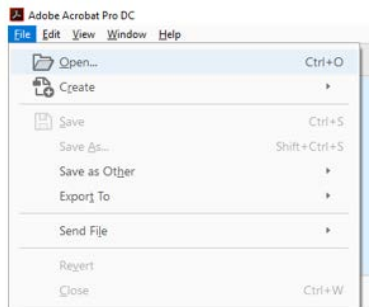 Adobe Acrobat Pro DC
File Edit View Window Help
Open... Ctrl+O
Create
Save Ctrl+S
Save As... Shift+Ctrl+S
Save as Other
Export To
Send File
Revert
Close Ctrl+W